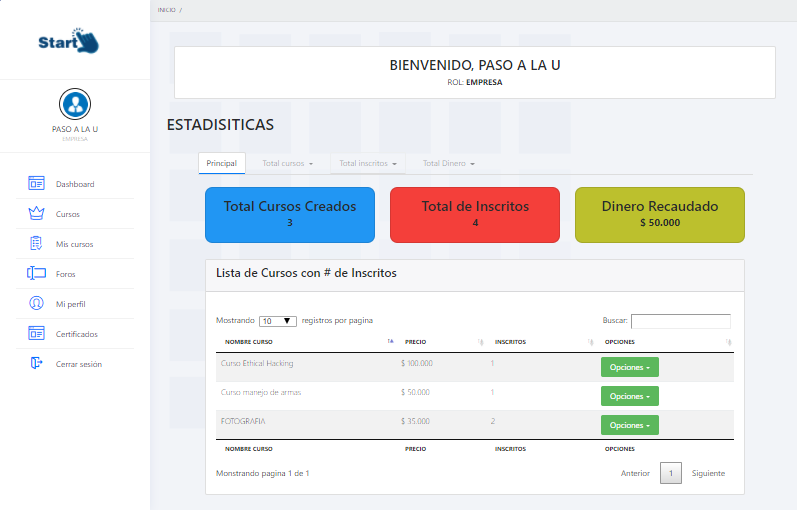 INICIO /
Start
PASO A LA U
EMPRESA
Dashboard
Cursos
Mis cursos
Foros
Mi perfil
Certificados
Cerrar sesión
BIENVENIDO, PASO A LA U
ROL: EMPRESA
ESTADISITICAS
Principal Total cursos Total inscritos Total Dinero
Total Cursos Creados
3
Total de Inscritos
4
Dinero Recaudado
$ 50.000
Lista de Cursos con # de Inscritos
Mostrando 10 registros por pagina Buscar:
NOMBRE CURSO PRECIO INSCRITOS OPCIONES
Curso Ethical Hacking $ 100.000 1 Opciones
Curso manejo de armas $ 50.000 1 Opciones
FOTOGRAFIA $ 35.000 2 Opciones
NOMBRE CURSO PRECIO INSCRITOS OPCIONES
Monstrando pagina 1 de 1 Anterior 1 Siguiente